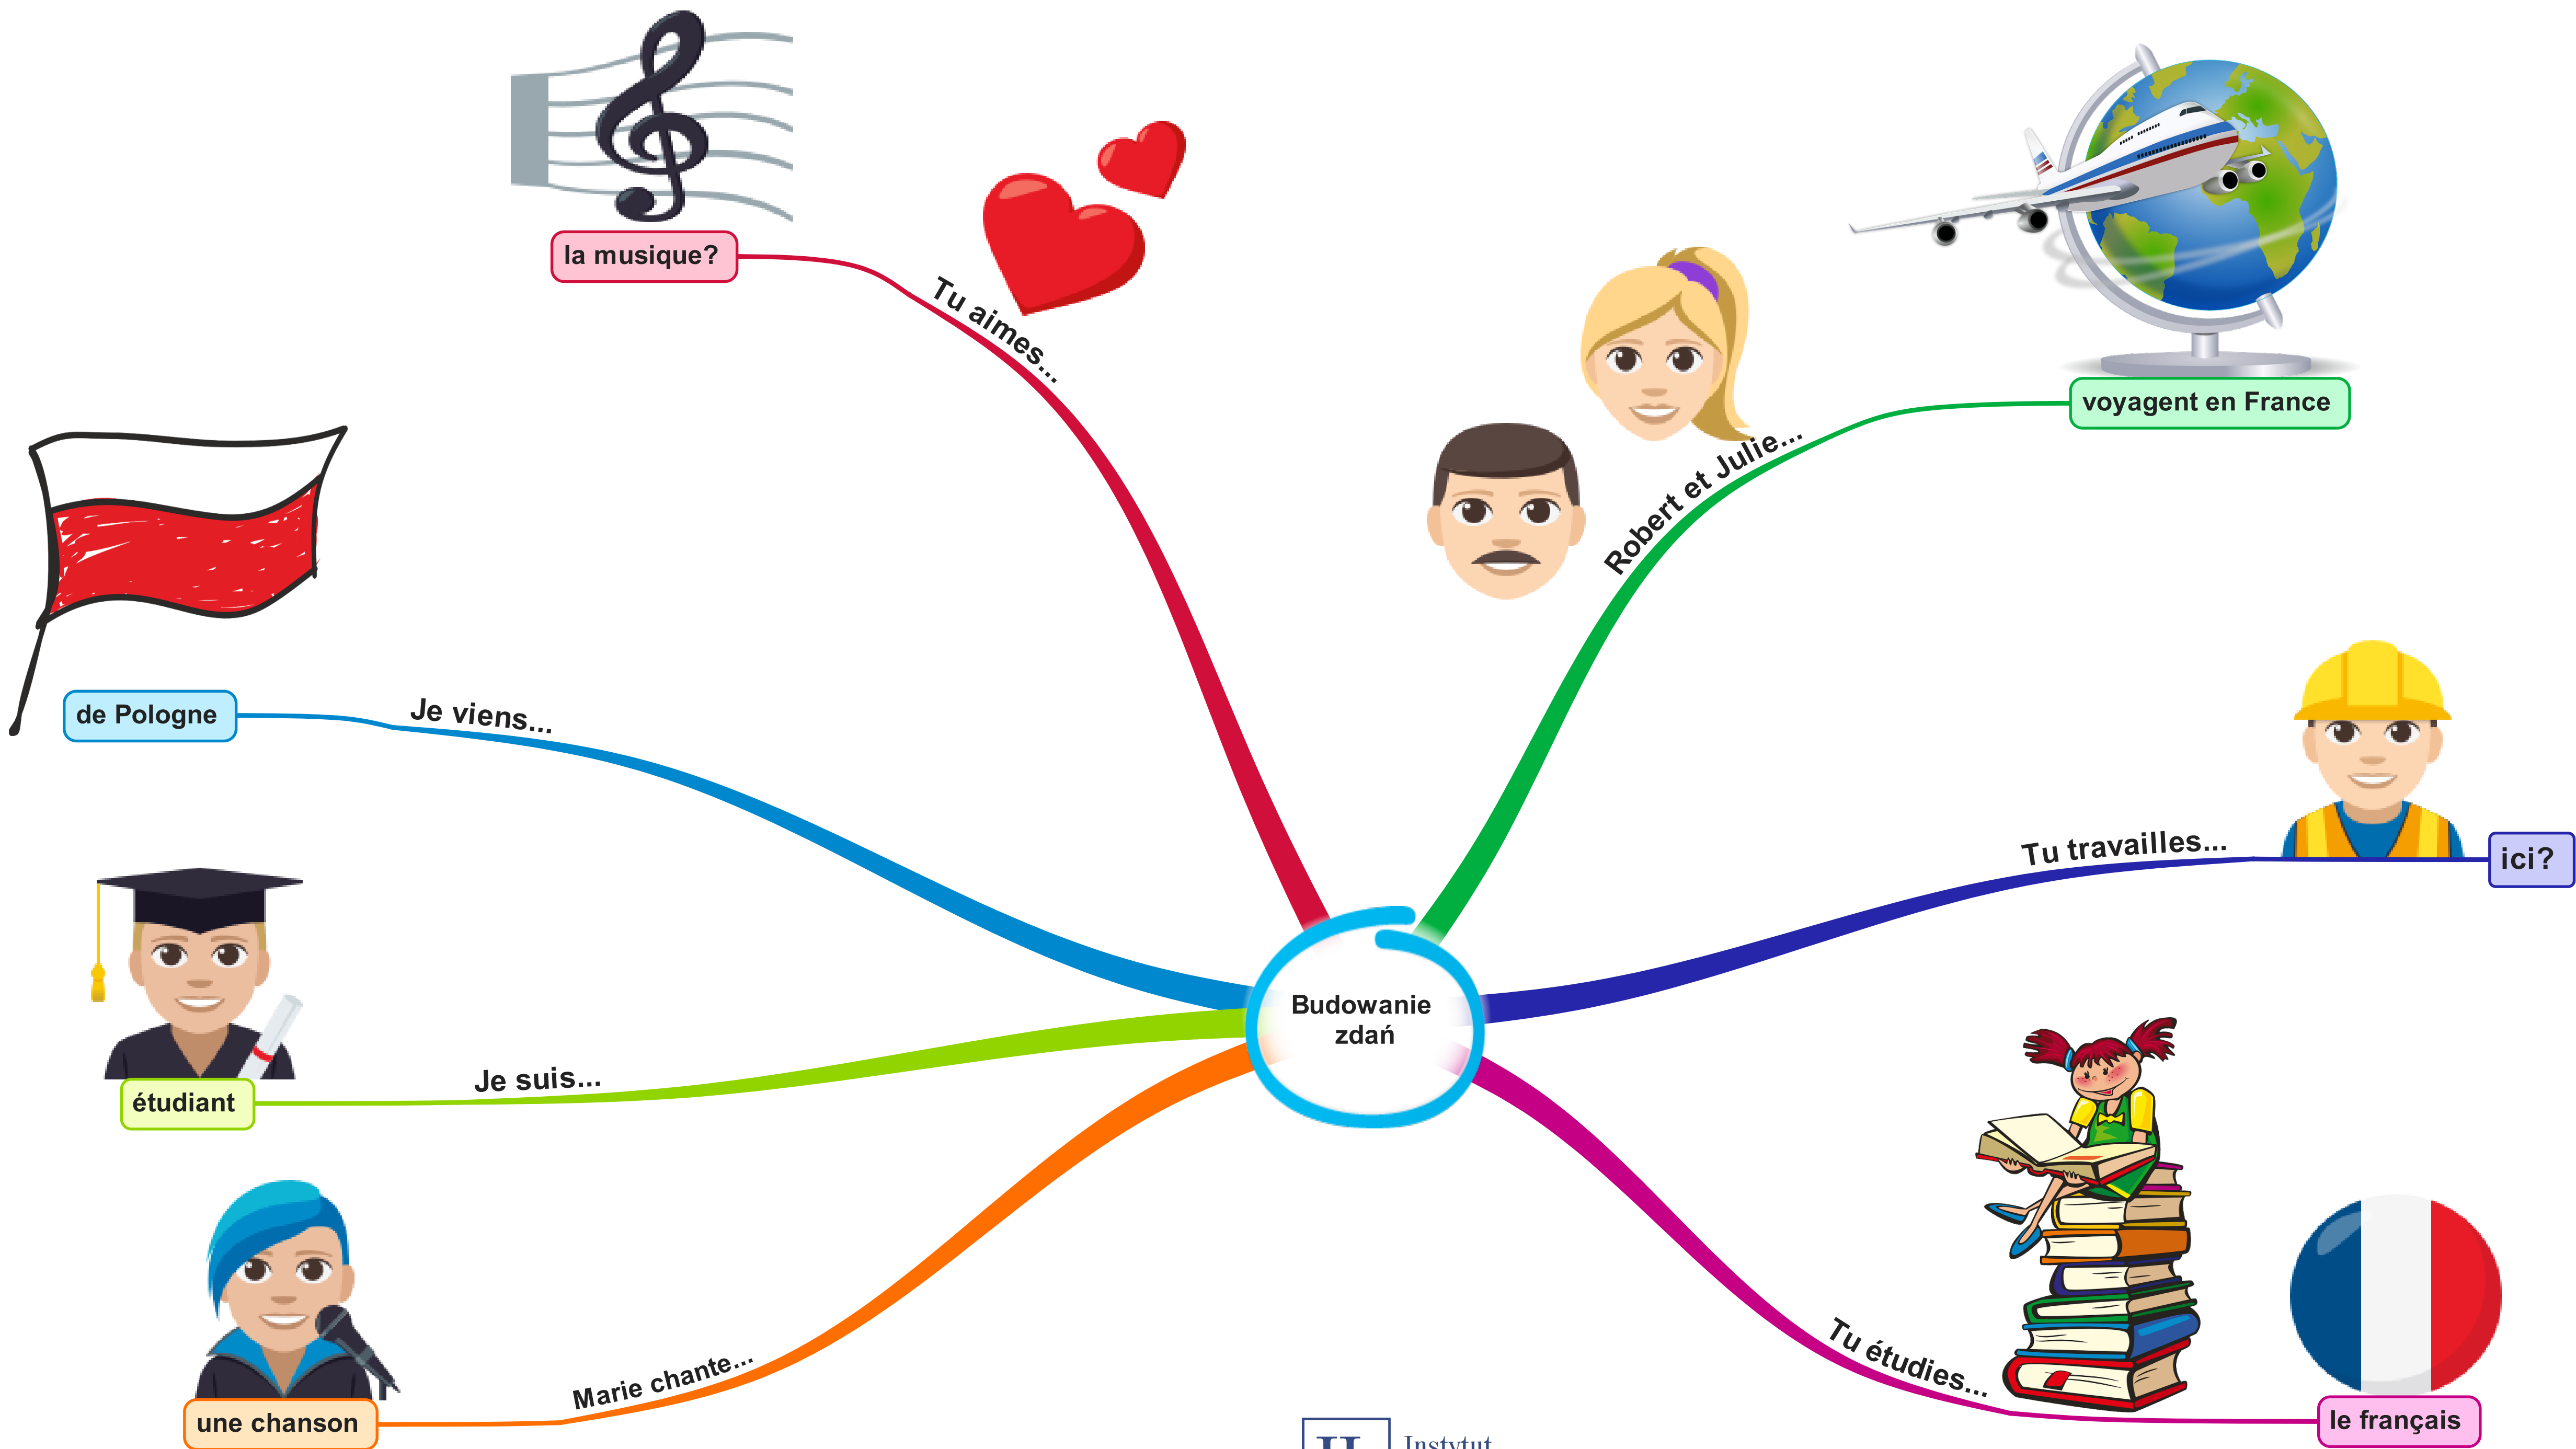 la musique?
Tu aimes...
Robert et Julie...
voyagent en France
de Pologne
Je viens...
Tu travailles...
ici?
Budowanie
zdań
étudiant
Je suis...
une chanson
Marie chante...
Tu étudies...
le français
Instytut